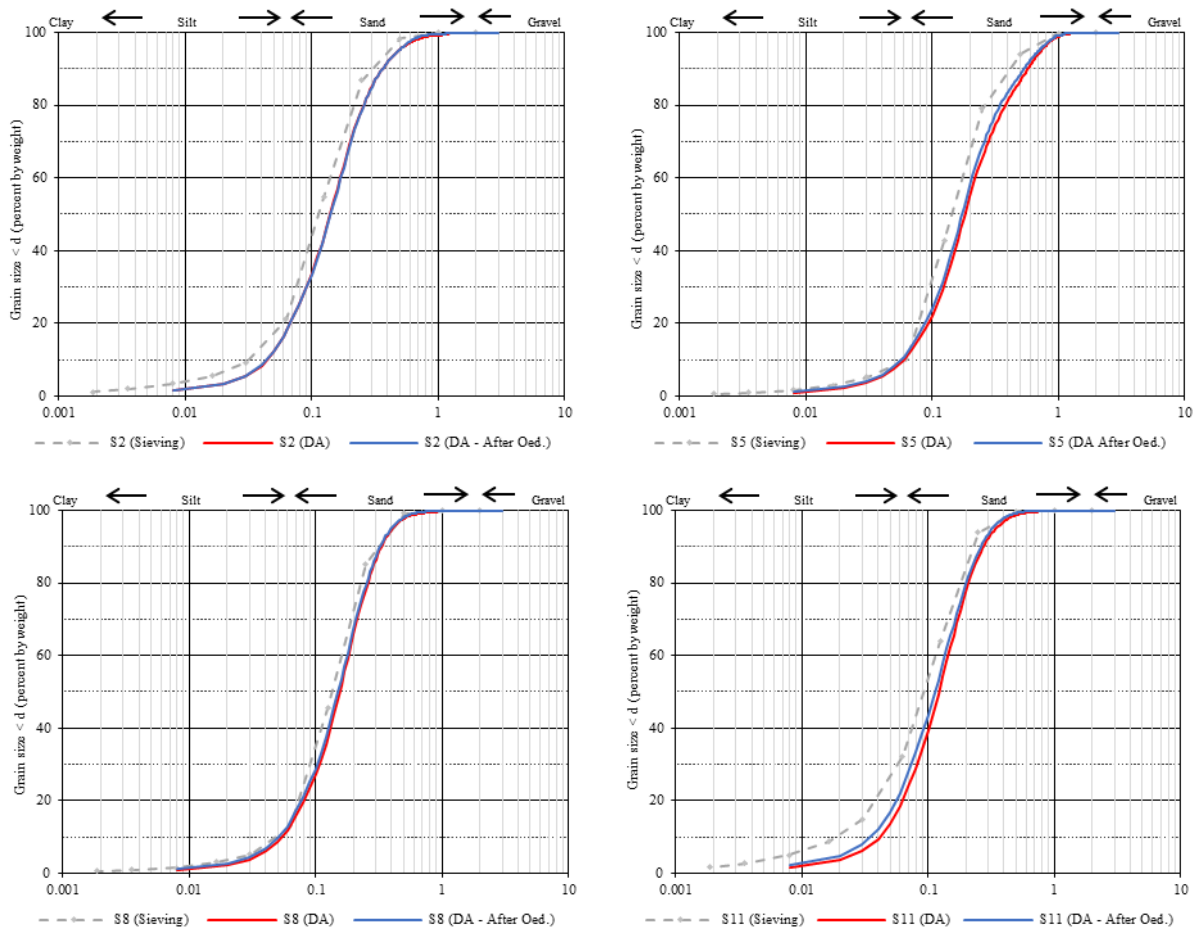 Clay Silt Sand Gravel
Grain size < d (percent by weight)
100
80
60
40
20
0
0.001 0.01 0.1 1 10
S2 (Sieving) S2 (DA) S2 (DA - After Oed.)
Clay Silt Sand Gravel
Grain size < d (percent by weight)
100
80
60
40
20
0
0.001 0.01 0.1 1 10
S5 (Sieving) S5 (DA) S5 (DA After Oed.)
Clay Silt Sand Gravel
Grain size < d (percent by weight)
100
80
60
40
20
0
0.001 0.01 0.1 1 10
S8 (Sieving) S8 (DA) S8 (DA - After Oed.)
Clay Silt Sand Gravel
Grain size < d (percent by weight)
100
80
60
40
20
0
0.001 0.01 0.1 1 10
S11 (Sieving) S11 (DA) S11 (DA - After Oed.)